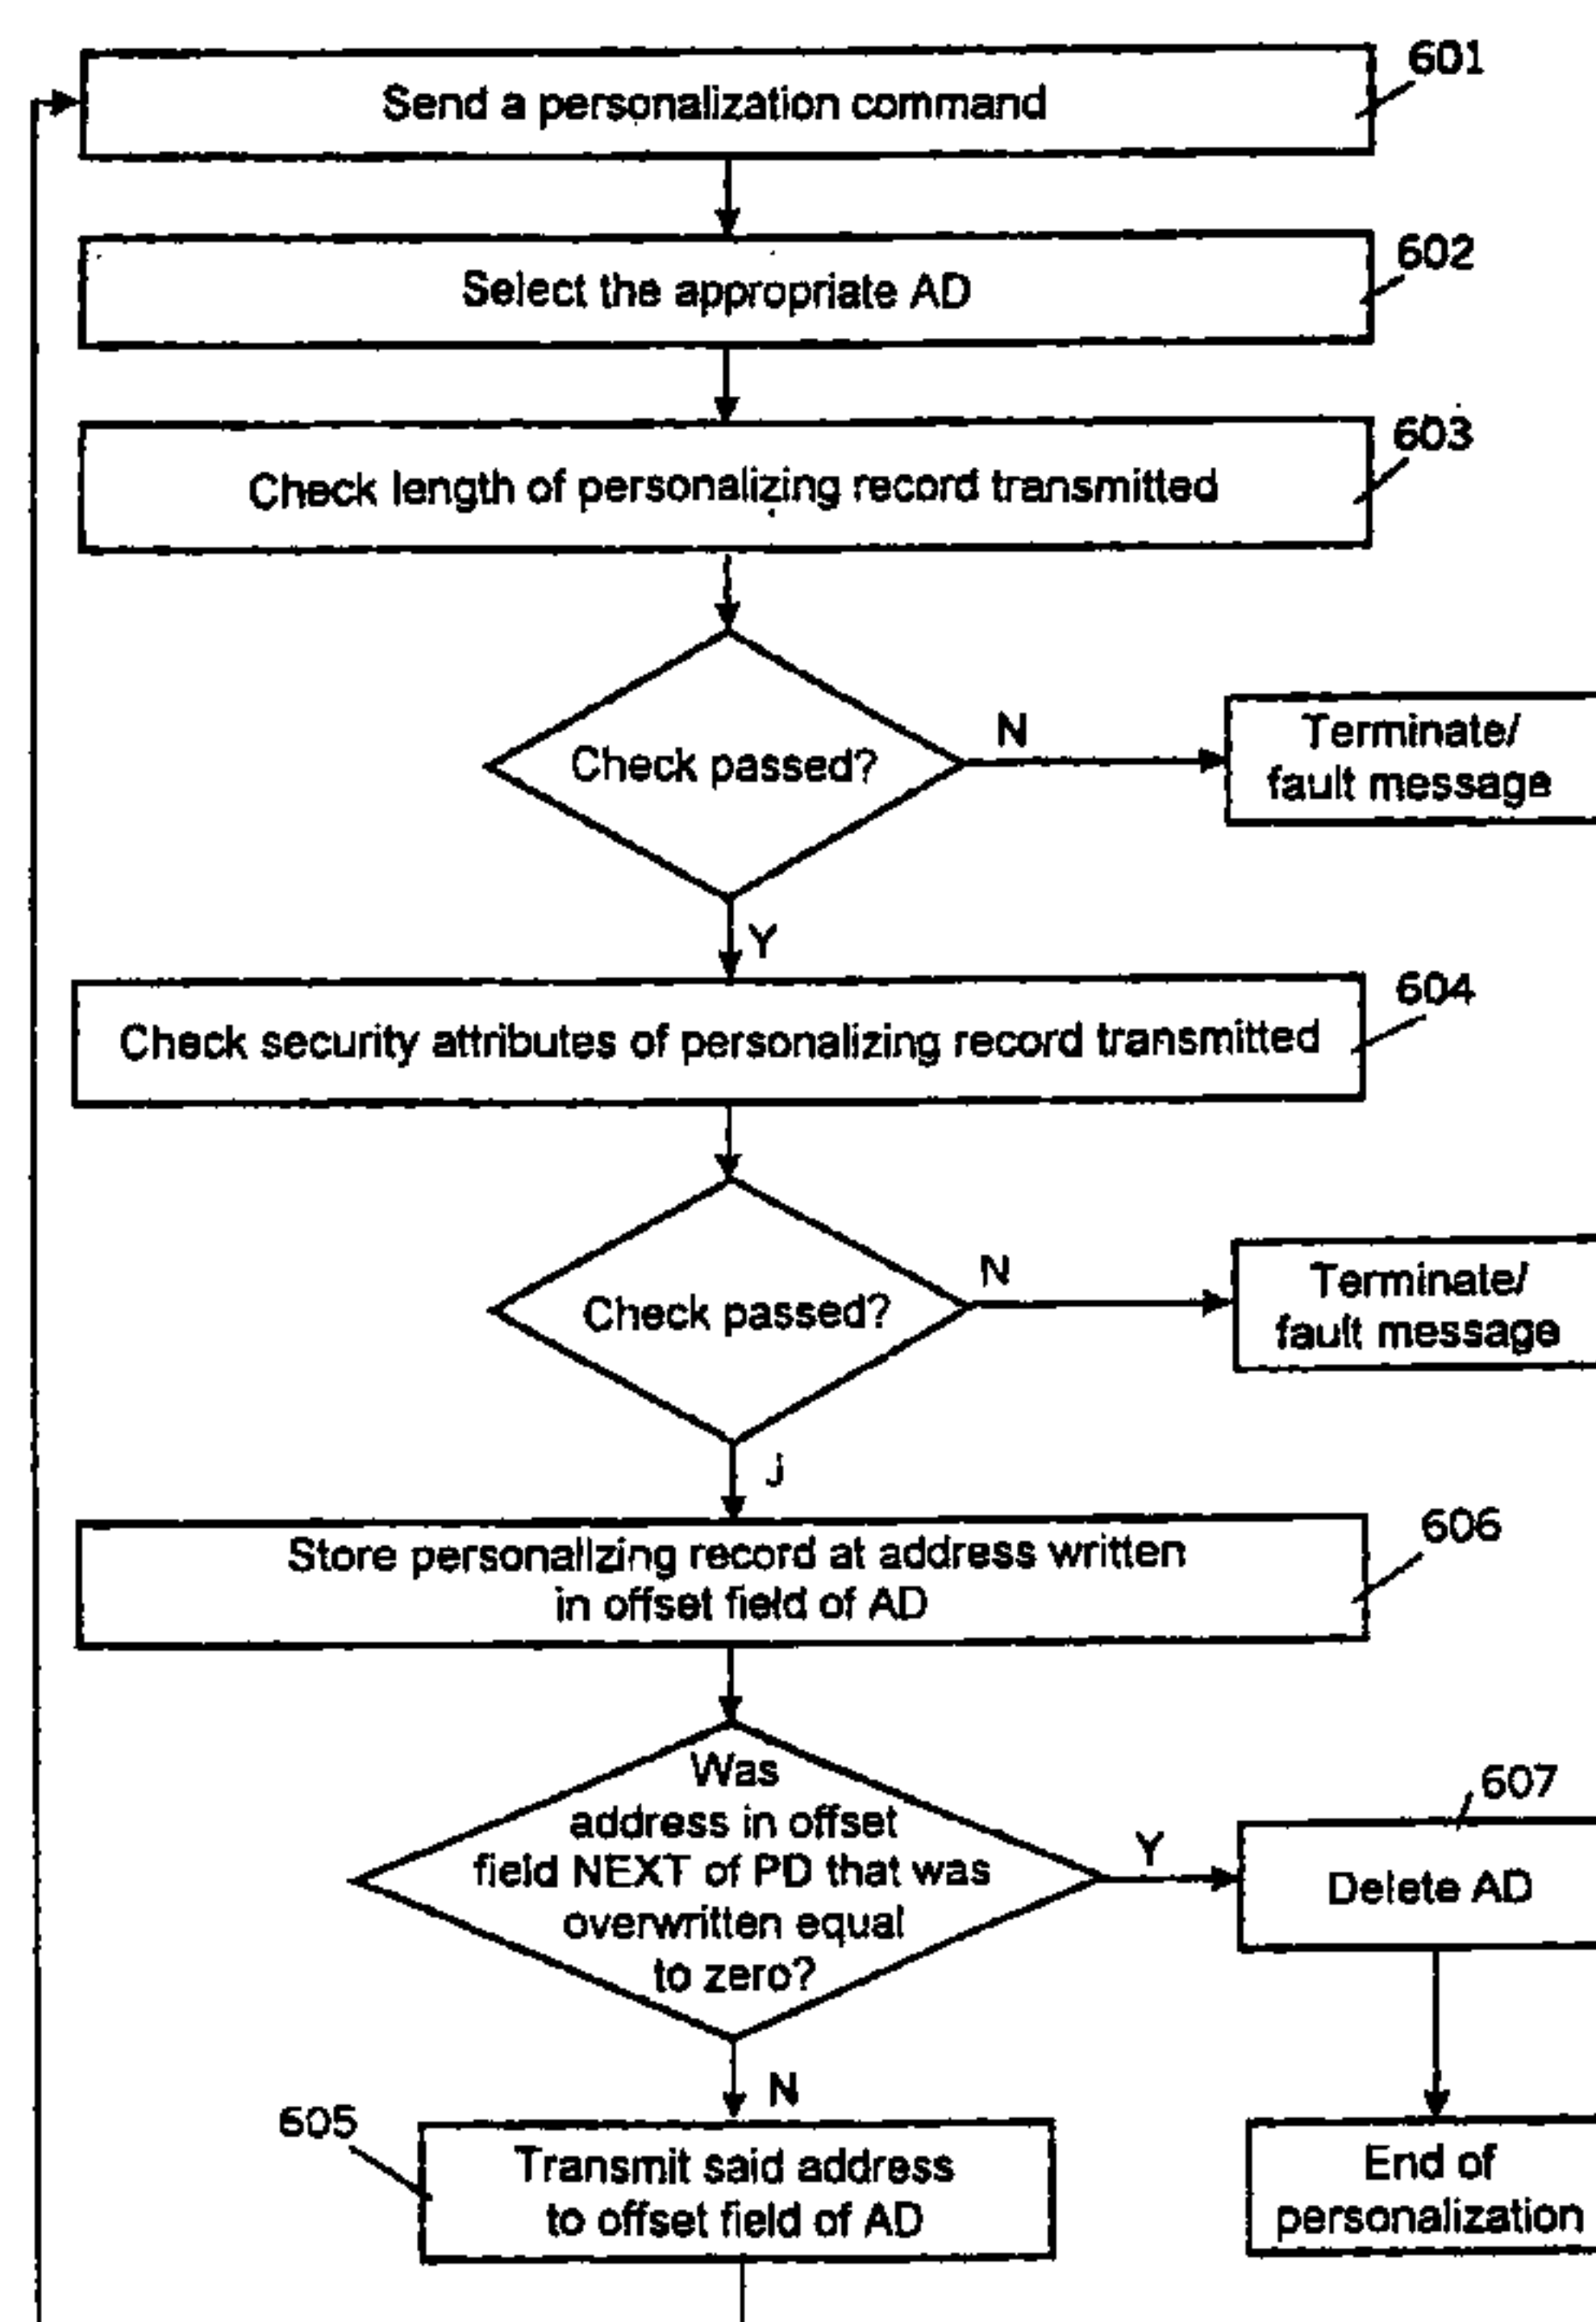 601
Send a personalization command
602
Select the appropriate AD
603
Check length of personalizing record transmitted
Check passed?
N
Terminate/
fault message
Y
604
Check security attributes of personalizing record transmitted
Check passed?
N
Terminate/
fault message
J
606
Store personalizing record at address written
in offset field of AD
Was
address in offset
field NEXT of PD that was
overwritten equal
to zero?
Y
607
Delete AD
N
605
Transmit said address
to offset field of AD
End of
personalization